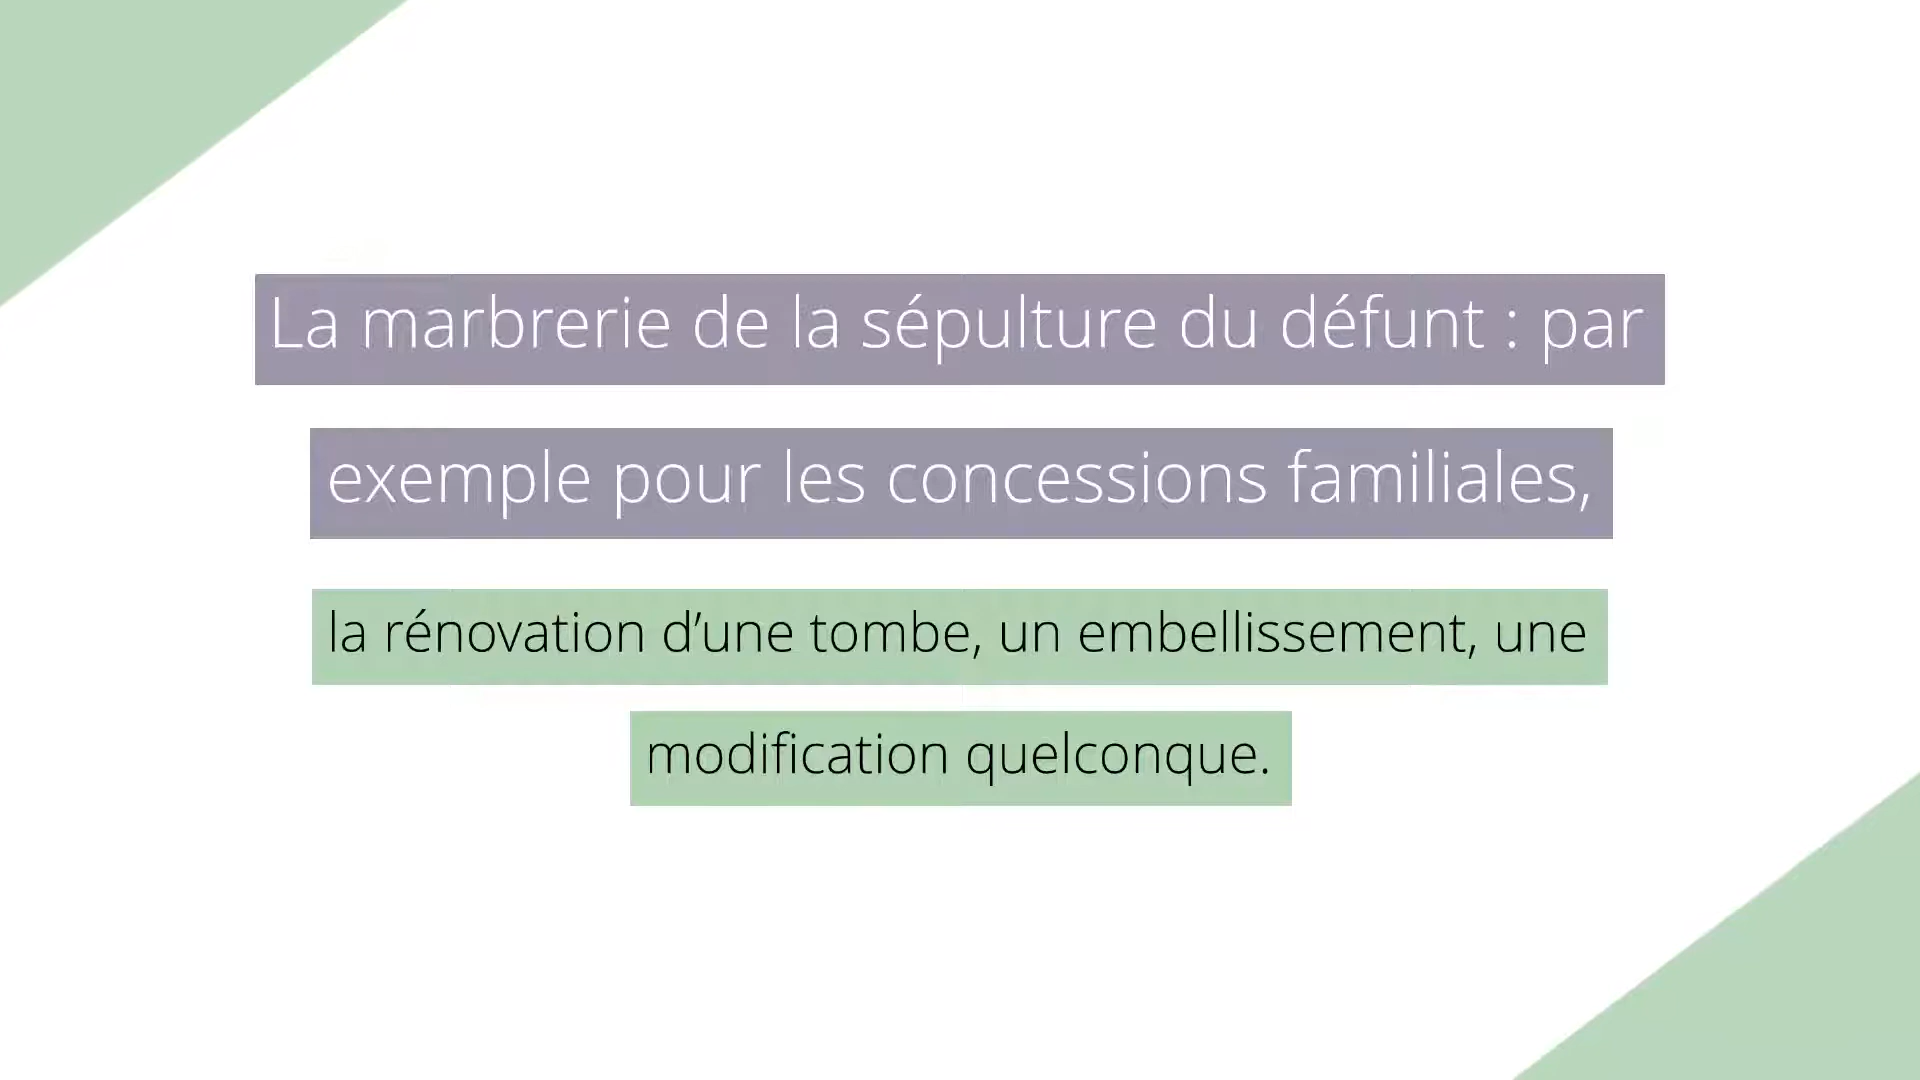 La marbrerie de la sépulture du défunt : par
exemple pour les concessions familiales,
la rénovation d’une tombe, un embellissement, une
modification quelconque.